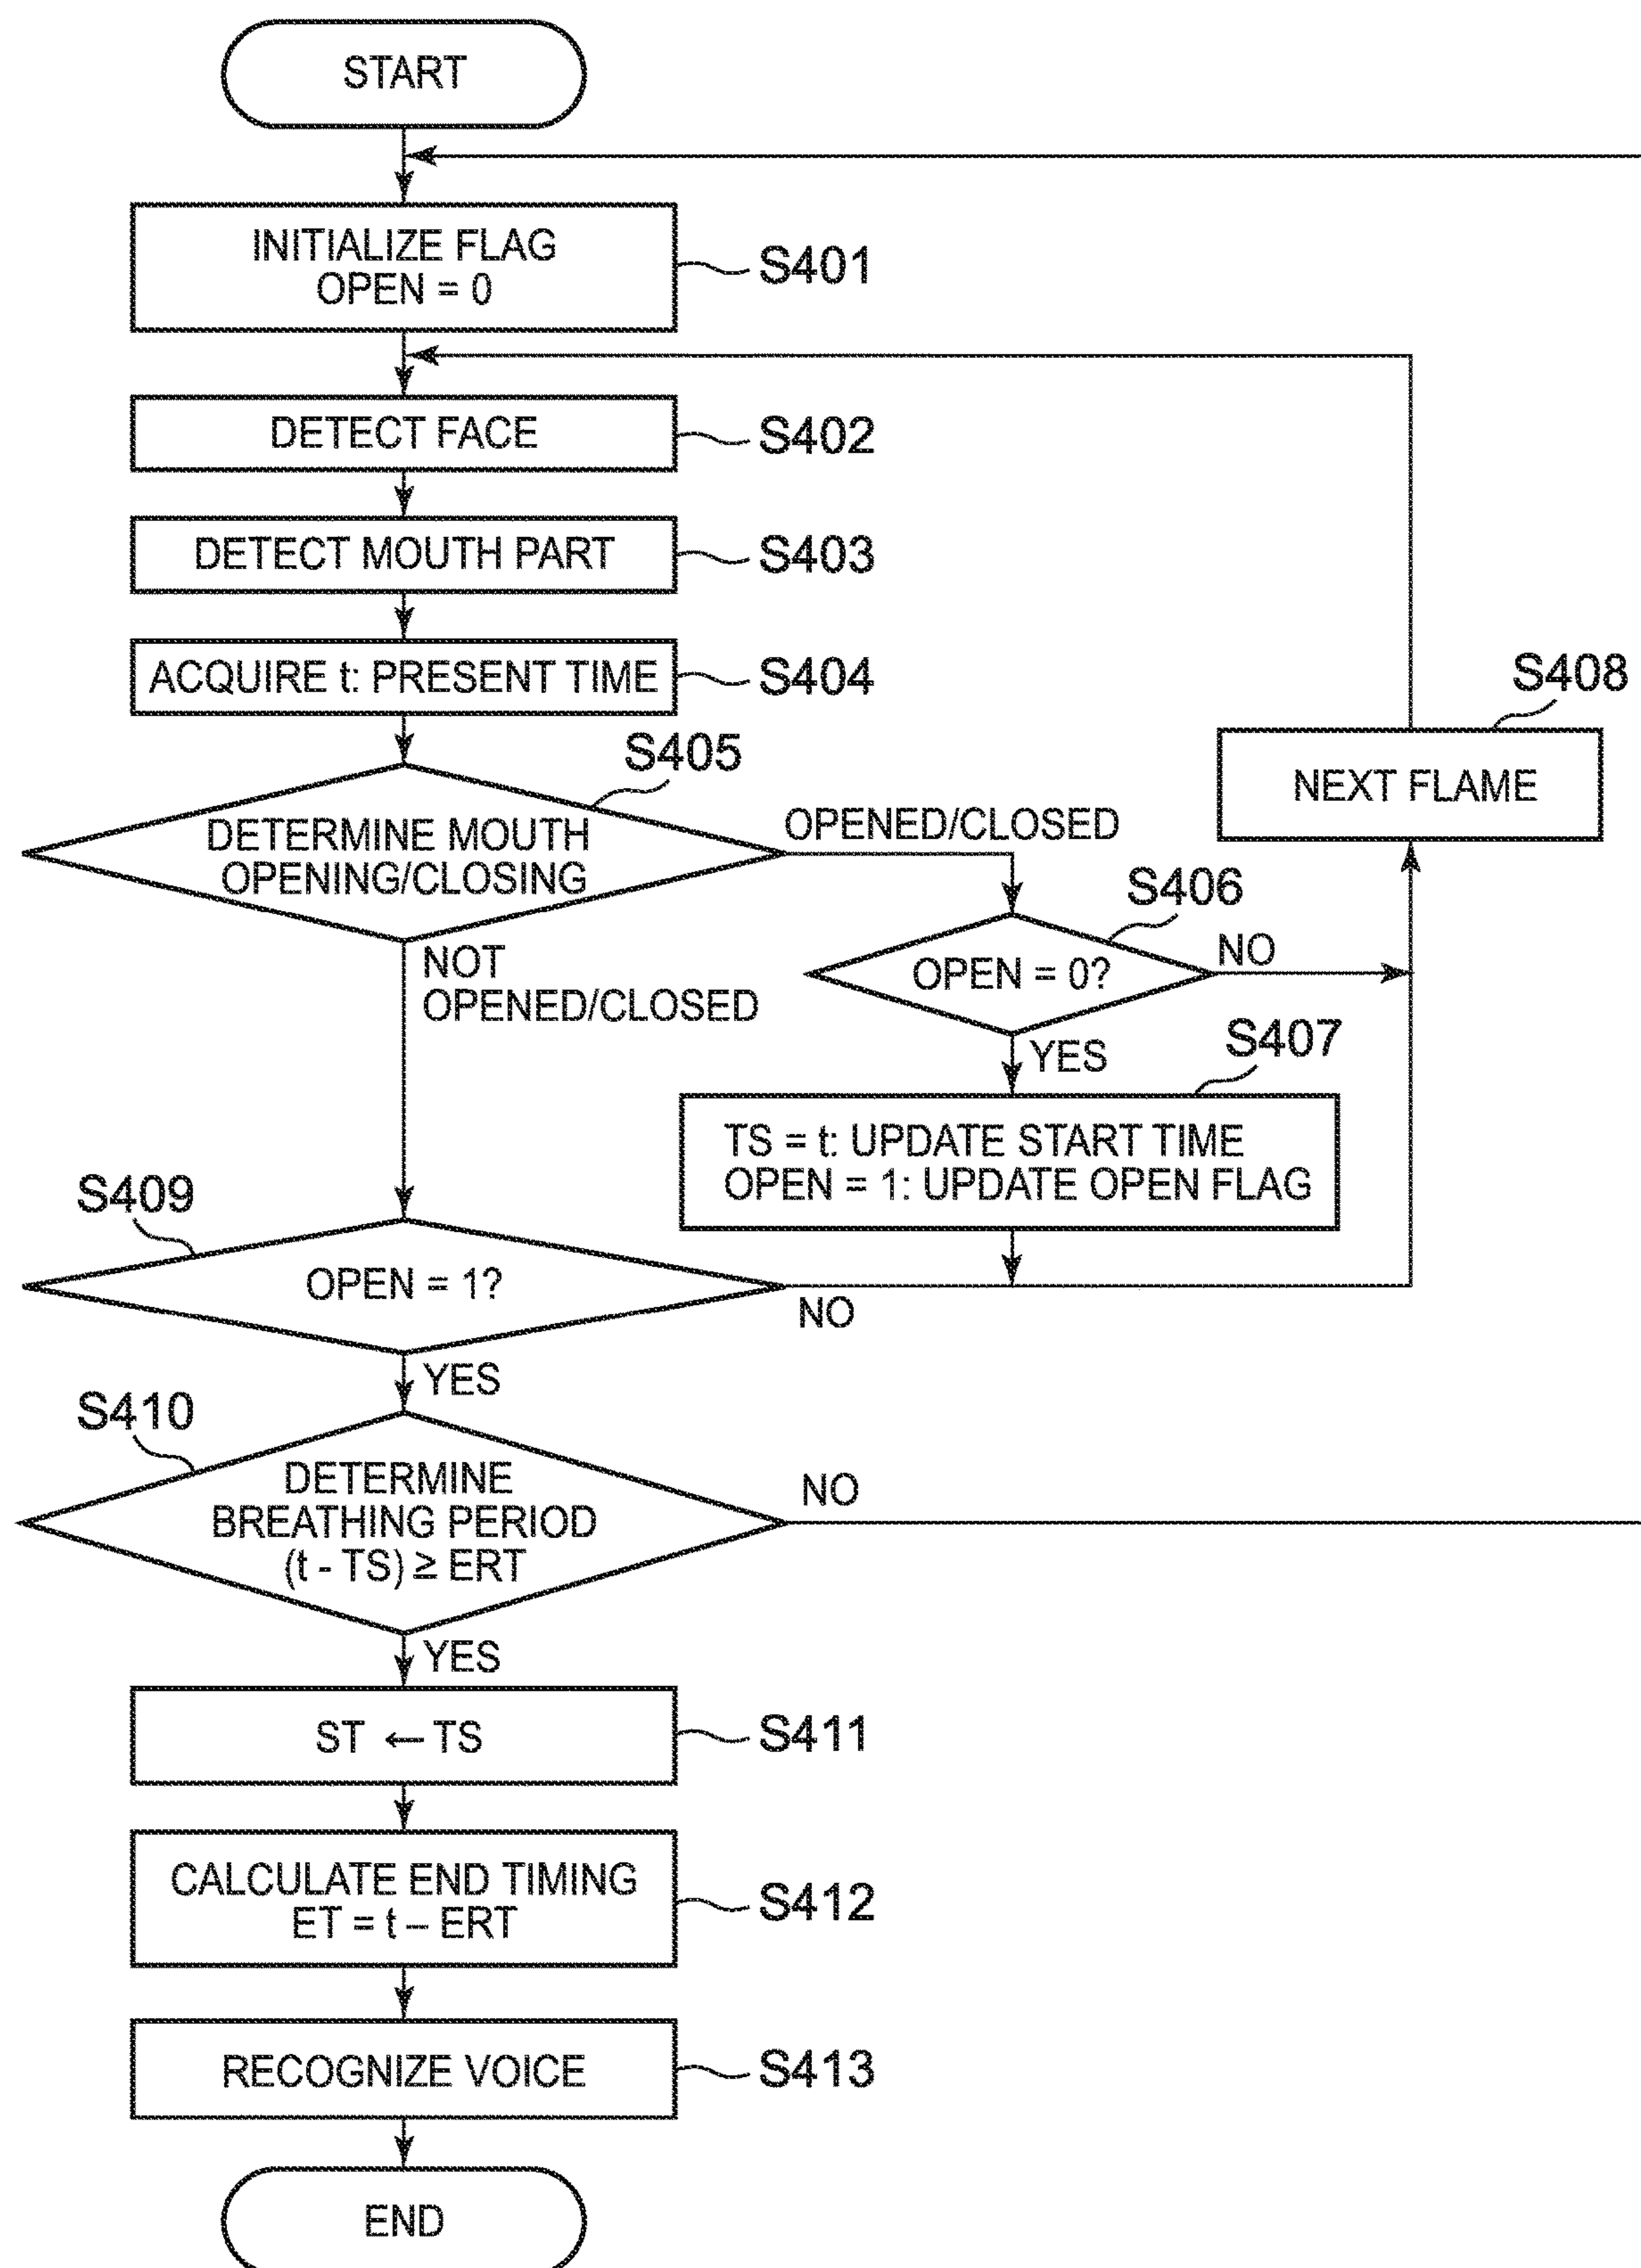 START
INITIALIZE FLAG
OPEN = 0
S401
DETECT FACE
S402
DETECT MOUTH PART
S403
ACQUIRE t: PRESENT TIME
S404
S408
NEXT FLAME
S405
DETERMINE MOUTH
OPENING/CLOSING
OPENED/CLOSED
NOT
OPENED/CLOSED
S406
OPEN = 0?
NO
YES
S407
TS = t: UPDATE START TIME
OPEN = 1: UPDATE OPEN FLAG
S409
OPEN = 1?
NO
YES
S410
DETERMINE
BREATHING PERIOD
(t - TS) ≥ ERT
NO
YES
ST ← TS
S411
CALCULATE END TIMING
ET = t – ERT
S412
RECOGNIZE VOICE
S413
END